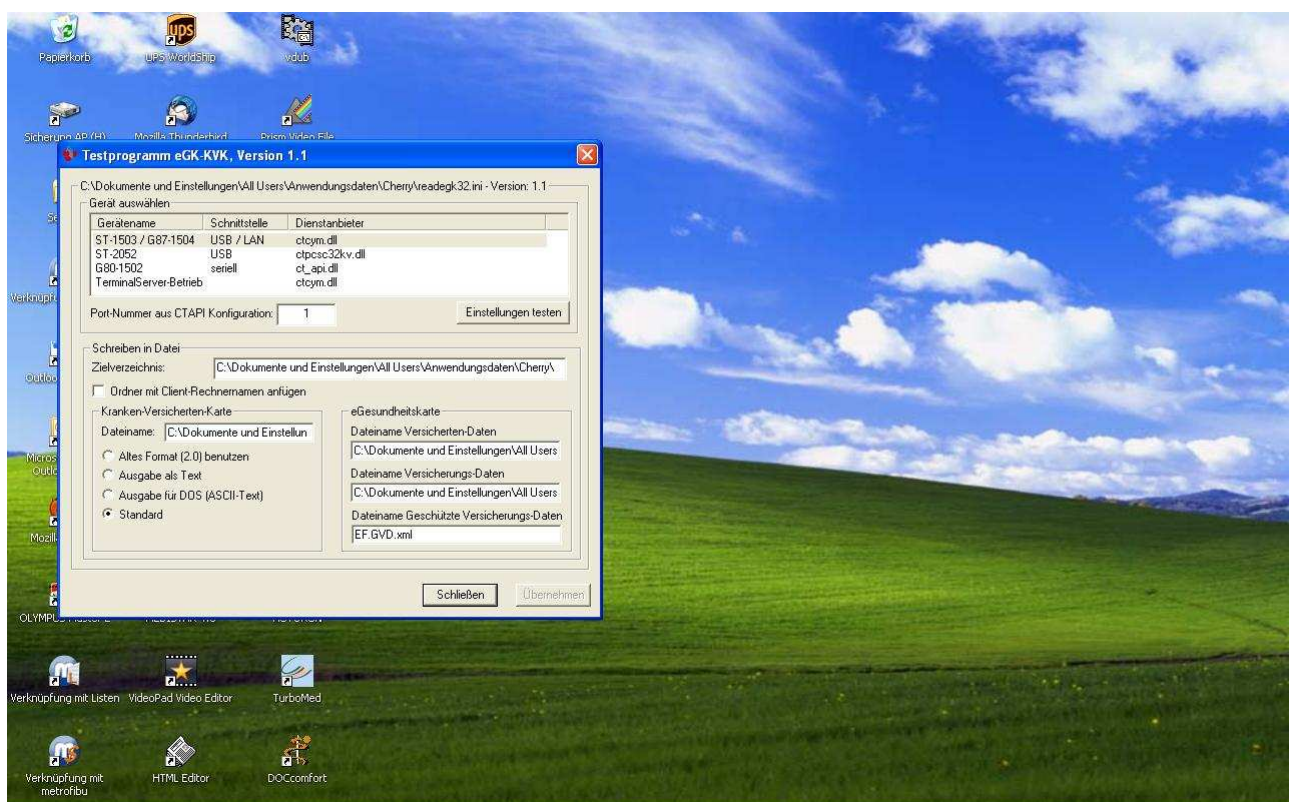 Papierkorb
UPS WorldShip
vdub
Sicherung AP (H)
Mozilla Thunderbird
Prism Video File
Testprogramm eGK-KVK, Version 1.1
C:\Dokumente und Einstellungen\All Users\Anwendungsdaten\Cherry\readegk32.ini - Version: 1.1
Gerät auswählen
Gerätename Schnittstelle Dienstanbieter
ST-1503 / G87-1504 USB / LAN ctcym.dll
ST-2052 USB ctpcsc32kv.dll
G80-1502 seriell ct_api.dll
TerminalServer-Betrieb ctcym.dll
Port-Nummer aus CTAPI Konfiguration: 1
Einstellungen testen
Schreiben in Datei
Zielverzeichnis: C:\Dokumente und Einstellungen\All Users\Anwendungsdaten\Cherry\
Ordner mit Client-Rechnernamen anfügen
Kranken-Versicherten-Karte
Dateiname: C:\Dokumente und Einstellun
Altes Format (2.0) benutzen
Ausgabe als Text
Ausgabe für DOS (ASCII-Text)
Standard
eGesundheitskarte
Dateiname Versicherten-Daten
C:\Dokumente und Einstellungen\All Users
Dateiname Versicherungs-Daten
C:\Dokumente und Einstellungen\All Users
Dateiname Geschützte Versicherungs-Daten
EF.GVD.xml
Schließen
Übernehmen
Verknüpfung mit Listen
VideoPad Video Editor
TurboMed
Verknüpfung mit
metrofibu
HTML Editor
DOCcomfort